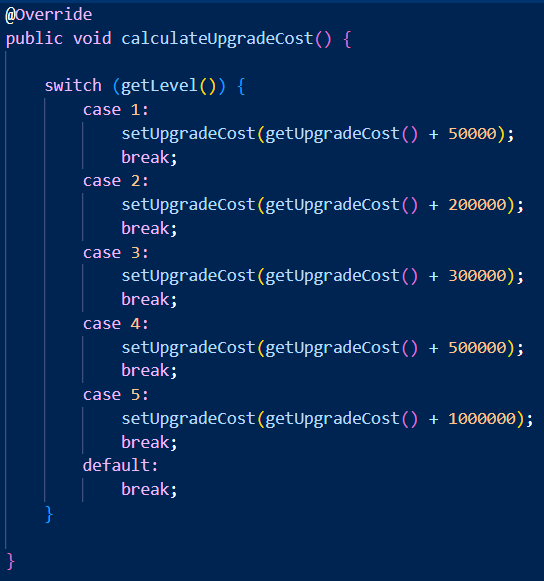 @Override
public void calculateUpgradeCost() {
switch (getLevel()) {
case 1:
setUpgradeCost(getUpgradeCost() + 50000);
break;
case 2:
setUpgradeCost(getUpgradeCost() + 200000);
break;
case 3:
setUpgradeCost(getUpgradeCost() + 300000);
break;
case 4:
setUpgradeCost(getUpgradeCost() + 500000);
break;
case 5:
setUpgradeCost(getUpgradeCost() + 1000000);
break;
default:
break;
}
}